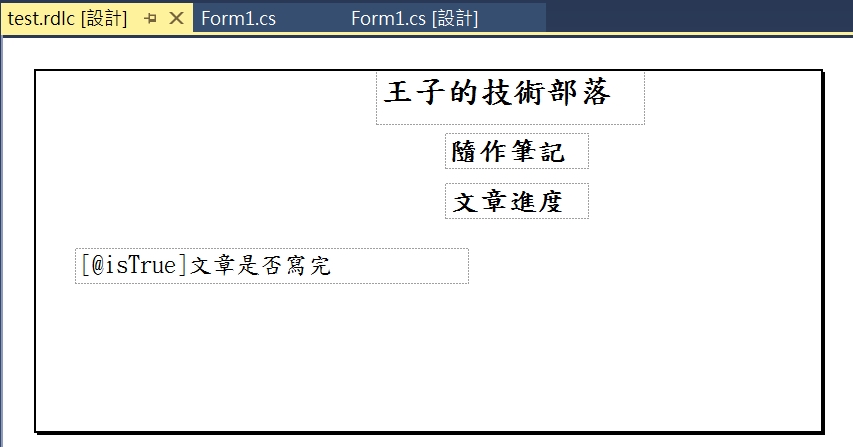 test.rdlc [設計] Form1.cs Form1.cs [設計]
王子的技術部落
隨作筆記
文章進度
[@isTrue]文章是否寫完